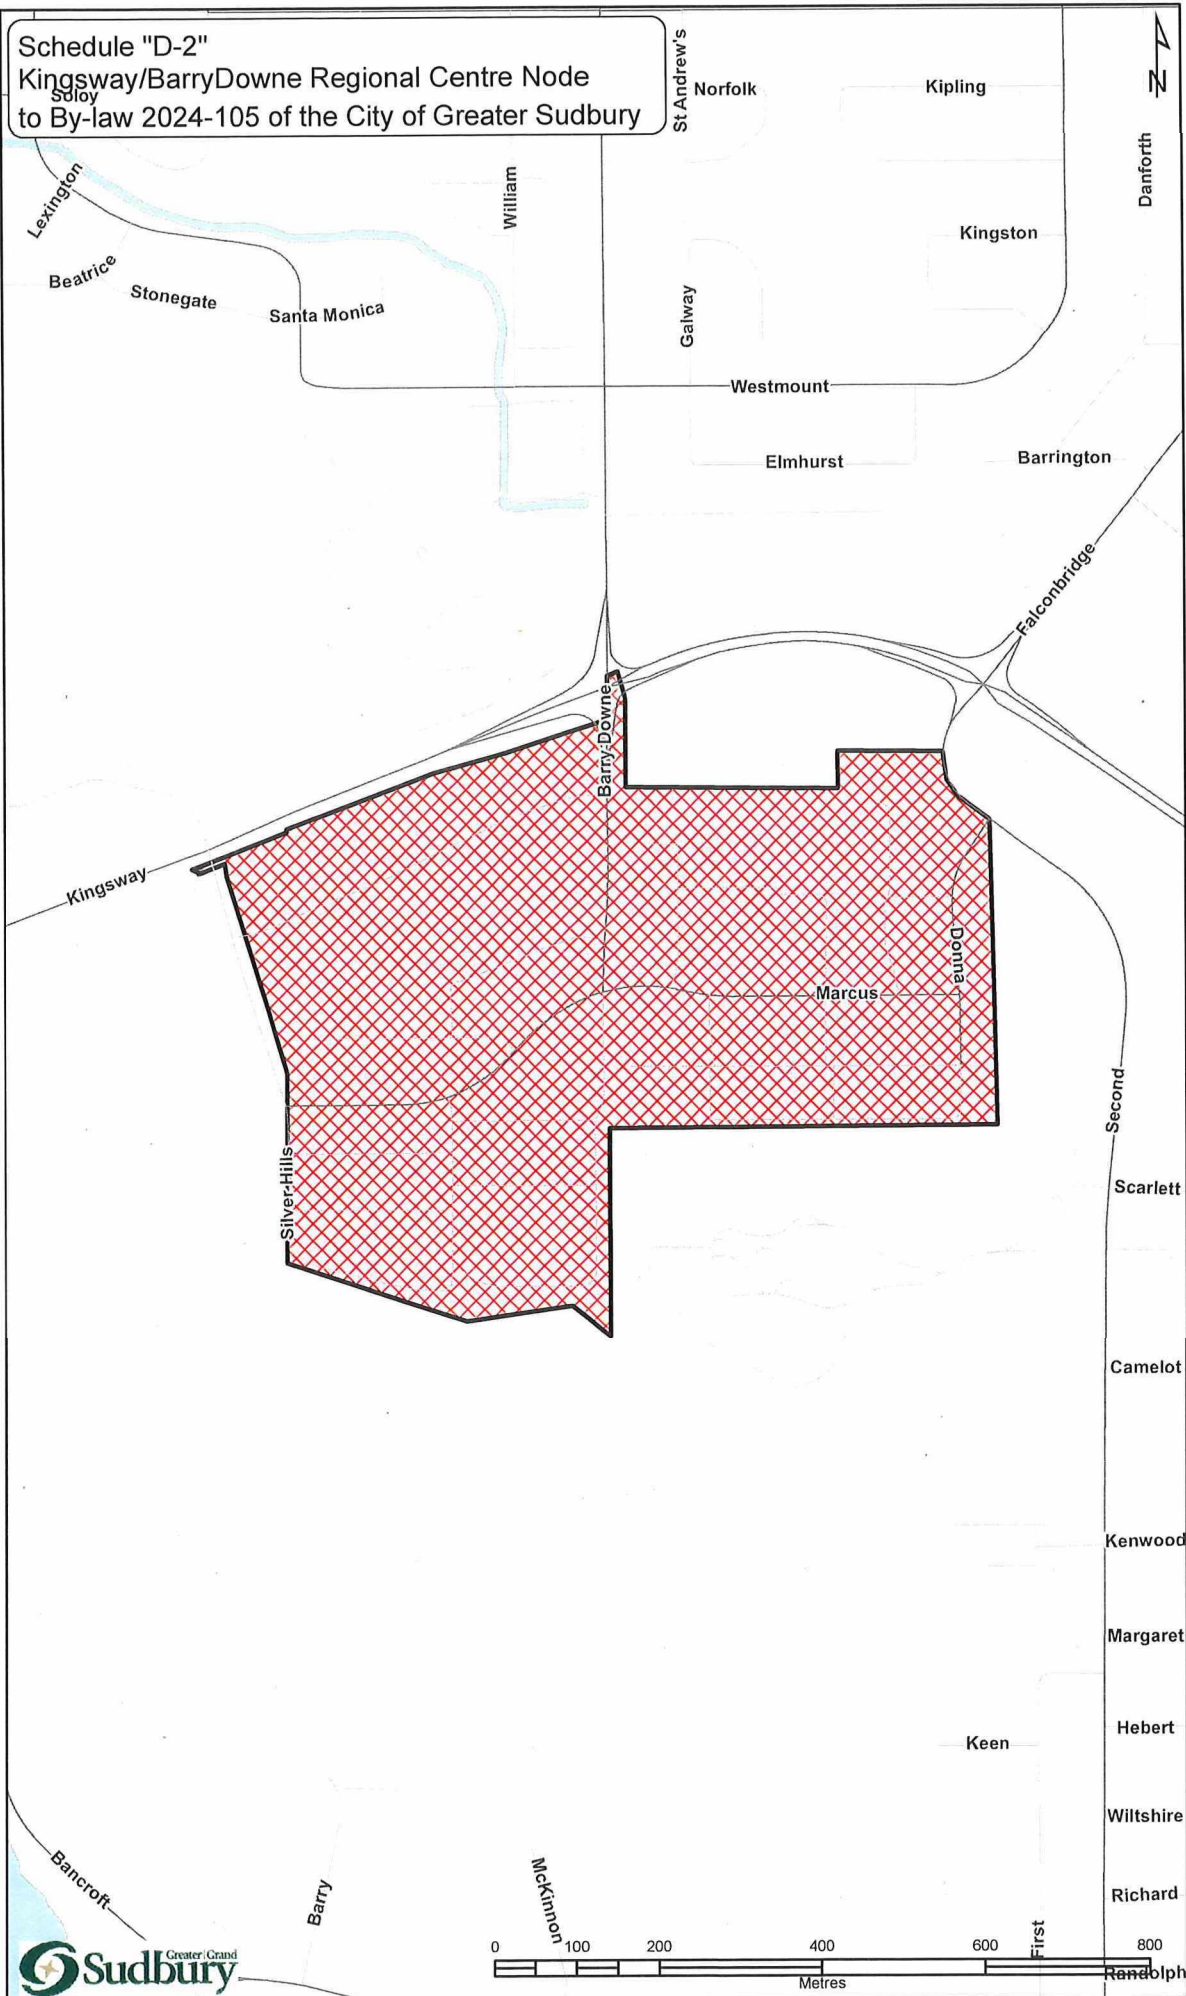 Schedule "D-2"
Kingsway/BarryDowne Regional Centre Node
Soloy
to By-law 2024-105 of the City of Greater Sudbury
St Andrew's
Norfolk
Kipling
Danforth
Lexington
William
Kingston
Beatrice
Stonegate
Santa Monica
Galway
Westmount
Elmhurst
Barrington
Falconbridge
Barry Downe
Kingsway
Donna
Marcus
Second
Silver Hills
Scarlett
Camelot
Kenwood
Margaret
Hebert
Keen
Wiltshire
Bancroft
Barry
McKinnon
Richard
First
Greater Grand
Sudbury
0 100 200 400 600 800
Metres
Randolph
N